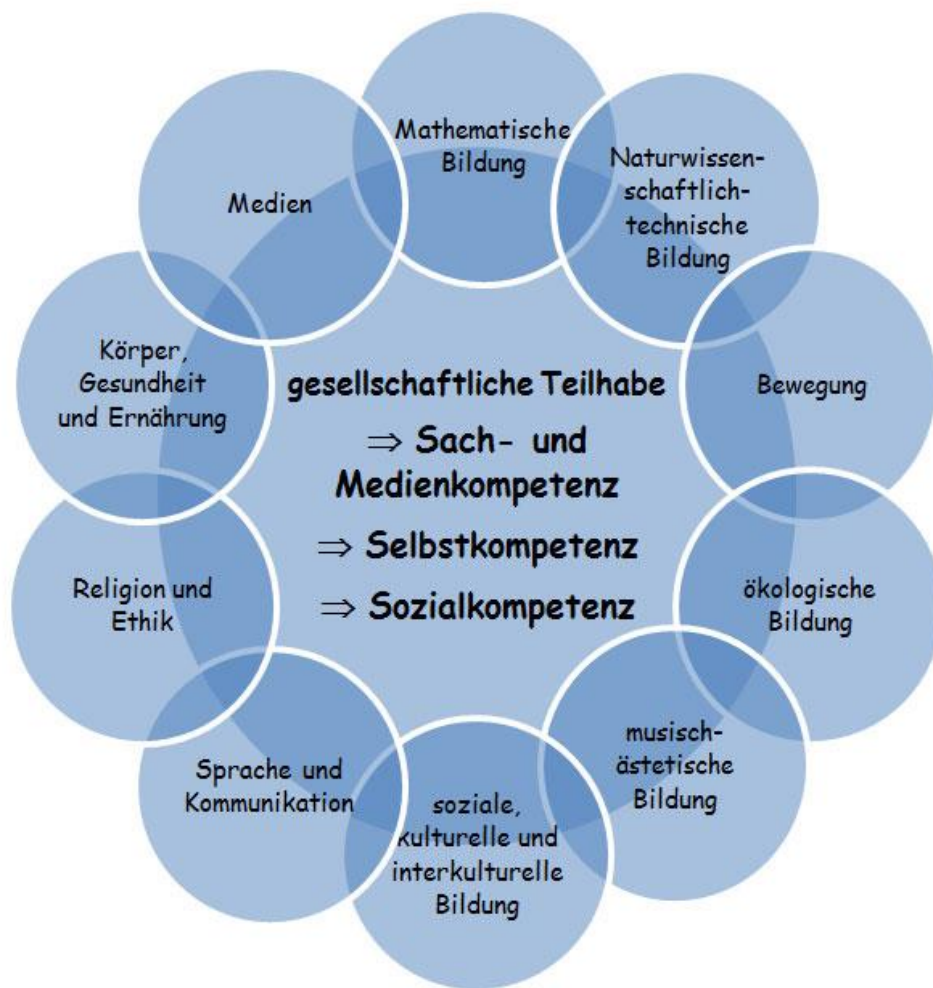 Mathematische
Bildung
Naturwissen-
schaftlich-
technische
Bildung
Bewegung
ökologische
Bildung
musisch-
ästetische
Bildung
soziale,
kulturelle und
interkulturelle
Bildung
Sprache und
Kommunikation
Religion und
Ethik
Körper,
Gesundheit
und Ernährung
Medien
gesellschaftliche Teilhabe
⇒ Sach- und
Medienkompetenz
⇒ Selbstkompetenz
⇒ Sozialkompetenz